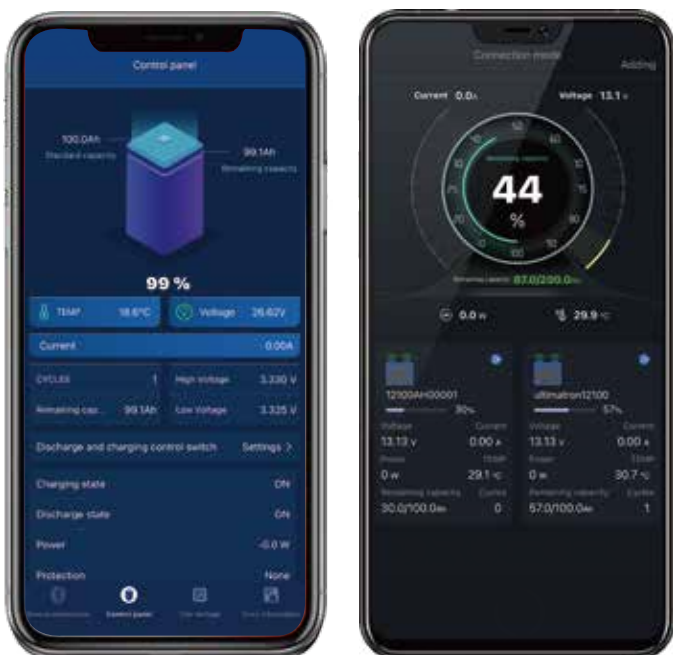 Control panel
100.0Ah
Standard capacity
99.1Ah
Remaining capacity
99 %
TEMP 18.6°C
Voltage 26.62V
Current 0.00A
CYCLES 1
High Voltage 3.330 V
Remaining cap... 99.1Ah
Low Voltage 3.325 V
Discharge and charging control switch Settings >
Charging state ON
Discharge state ON
Power -0.0 W
Protection None
Control panel
Connection mode
Adding
Current 0.0A
Voltage 13.1 v
Remaining capacity
44
%
Remaining capacity 87.0/200.0Ah
0.0 w
29.9 °C
12100AH00001
30%
Voltage Current
13.13 v 0.00 A
Power TEMP
0 w 29.1 °C
Remaining capacity Cycles
30.0/100.0Ah 0
ultimatron12100
57%
Voltage Current
13.13 v 0.00 A
Power TEMP
0 w 30.7 °C
Remaining capacity Cycles
57.0/100.0Ah 1